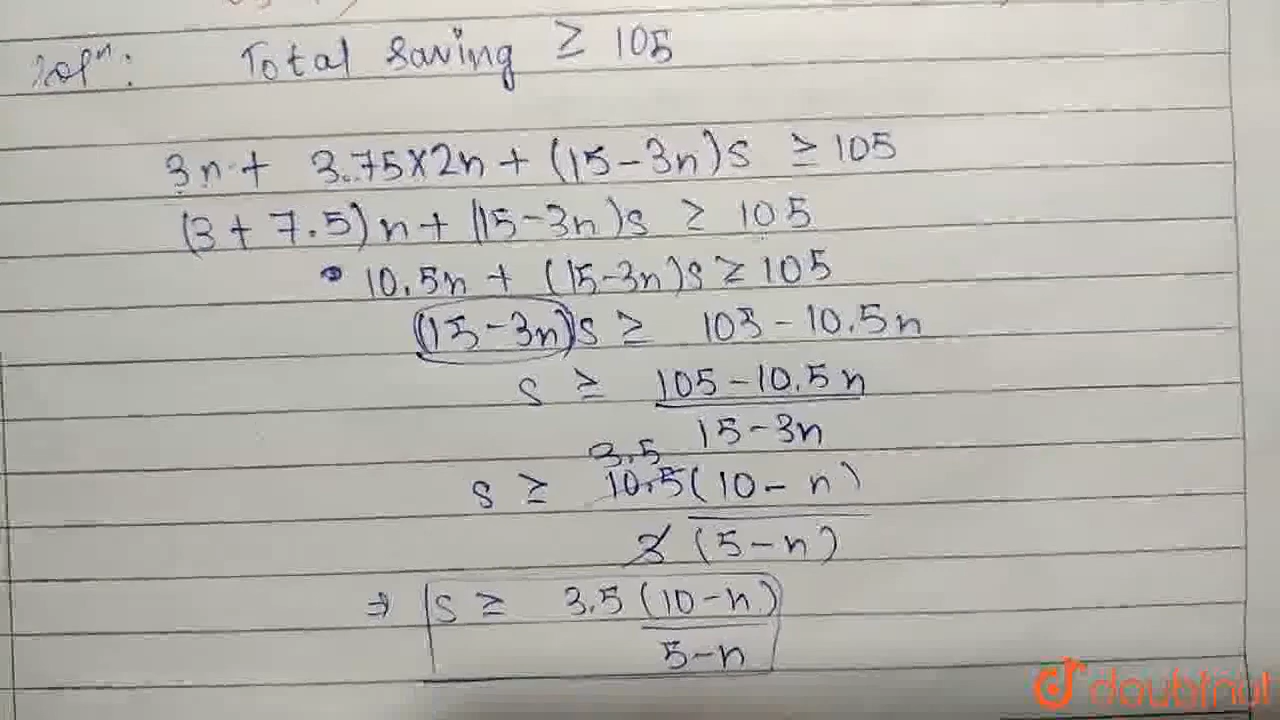 Solⁿ: Total saving ≥ 105
3n + 3.75×2n + (15-3n)s ≥ 105
(3+7.5)n + (15-3n)s ≥ 105
10.5n + (15-3n)s ≥ 105
(15-3n)s ≥ 105-10.5n
s ≥ 105-10.5n
15-3n
3.5
s ≥ 10.5(10-n)
3(5-n)
⇒ s ≥ 3.5(10-n)
5-n
doubtnut